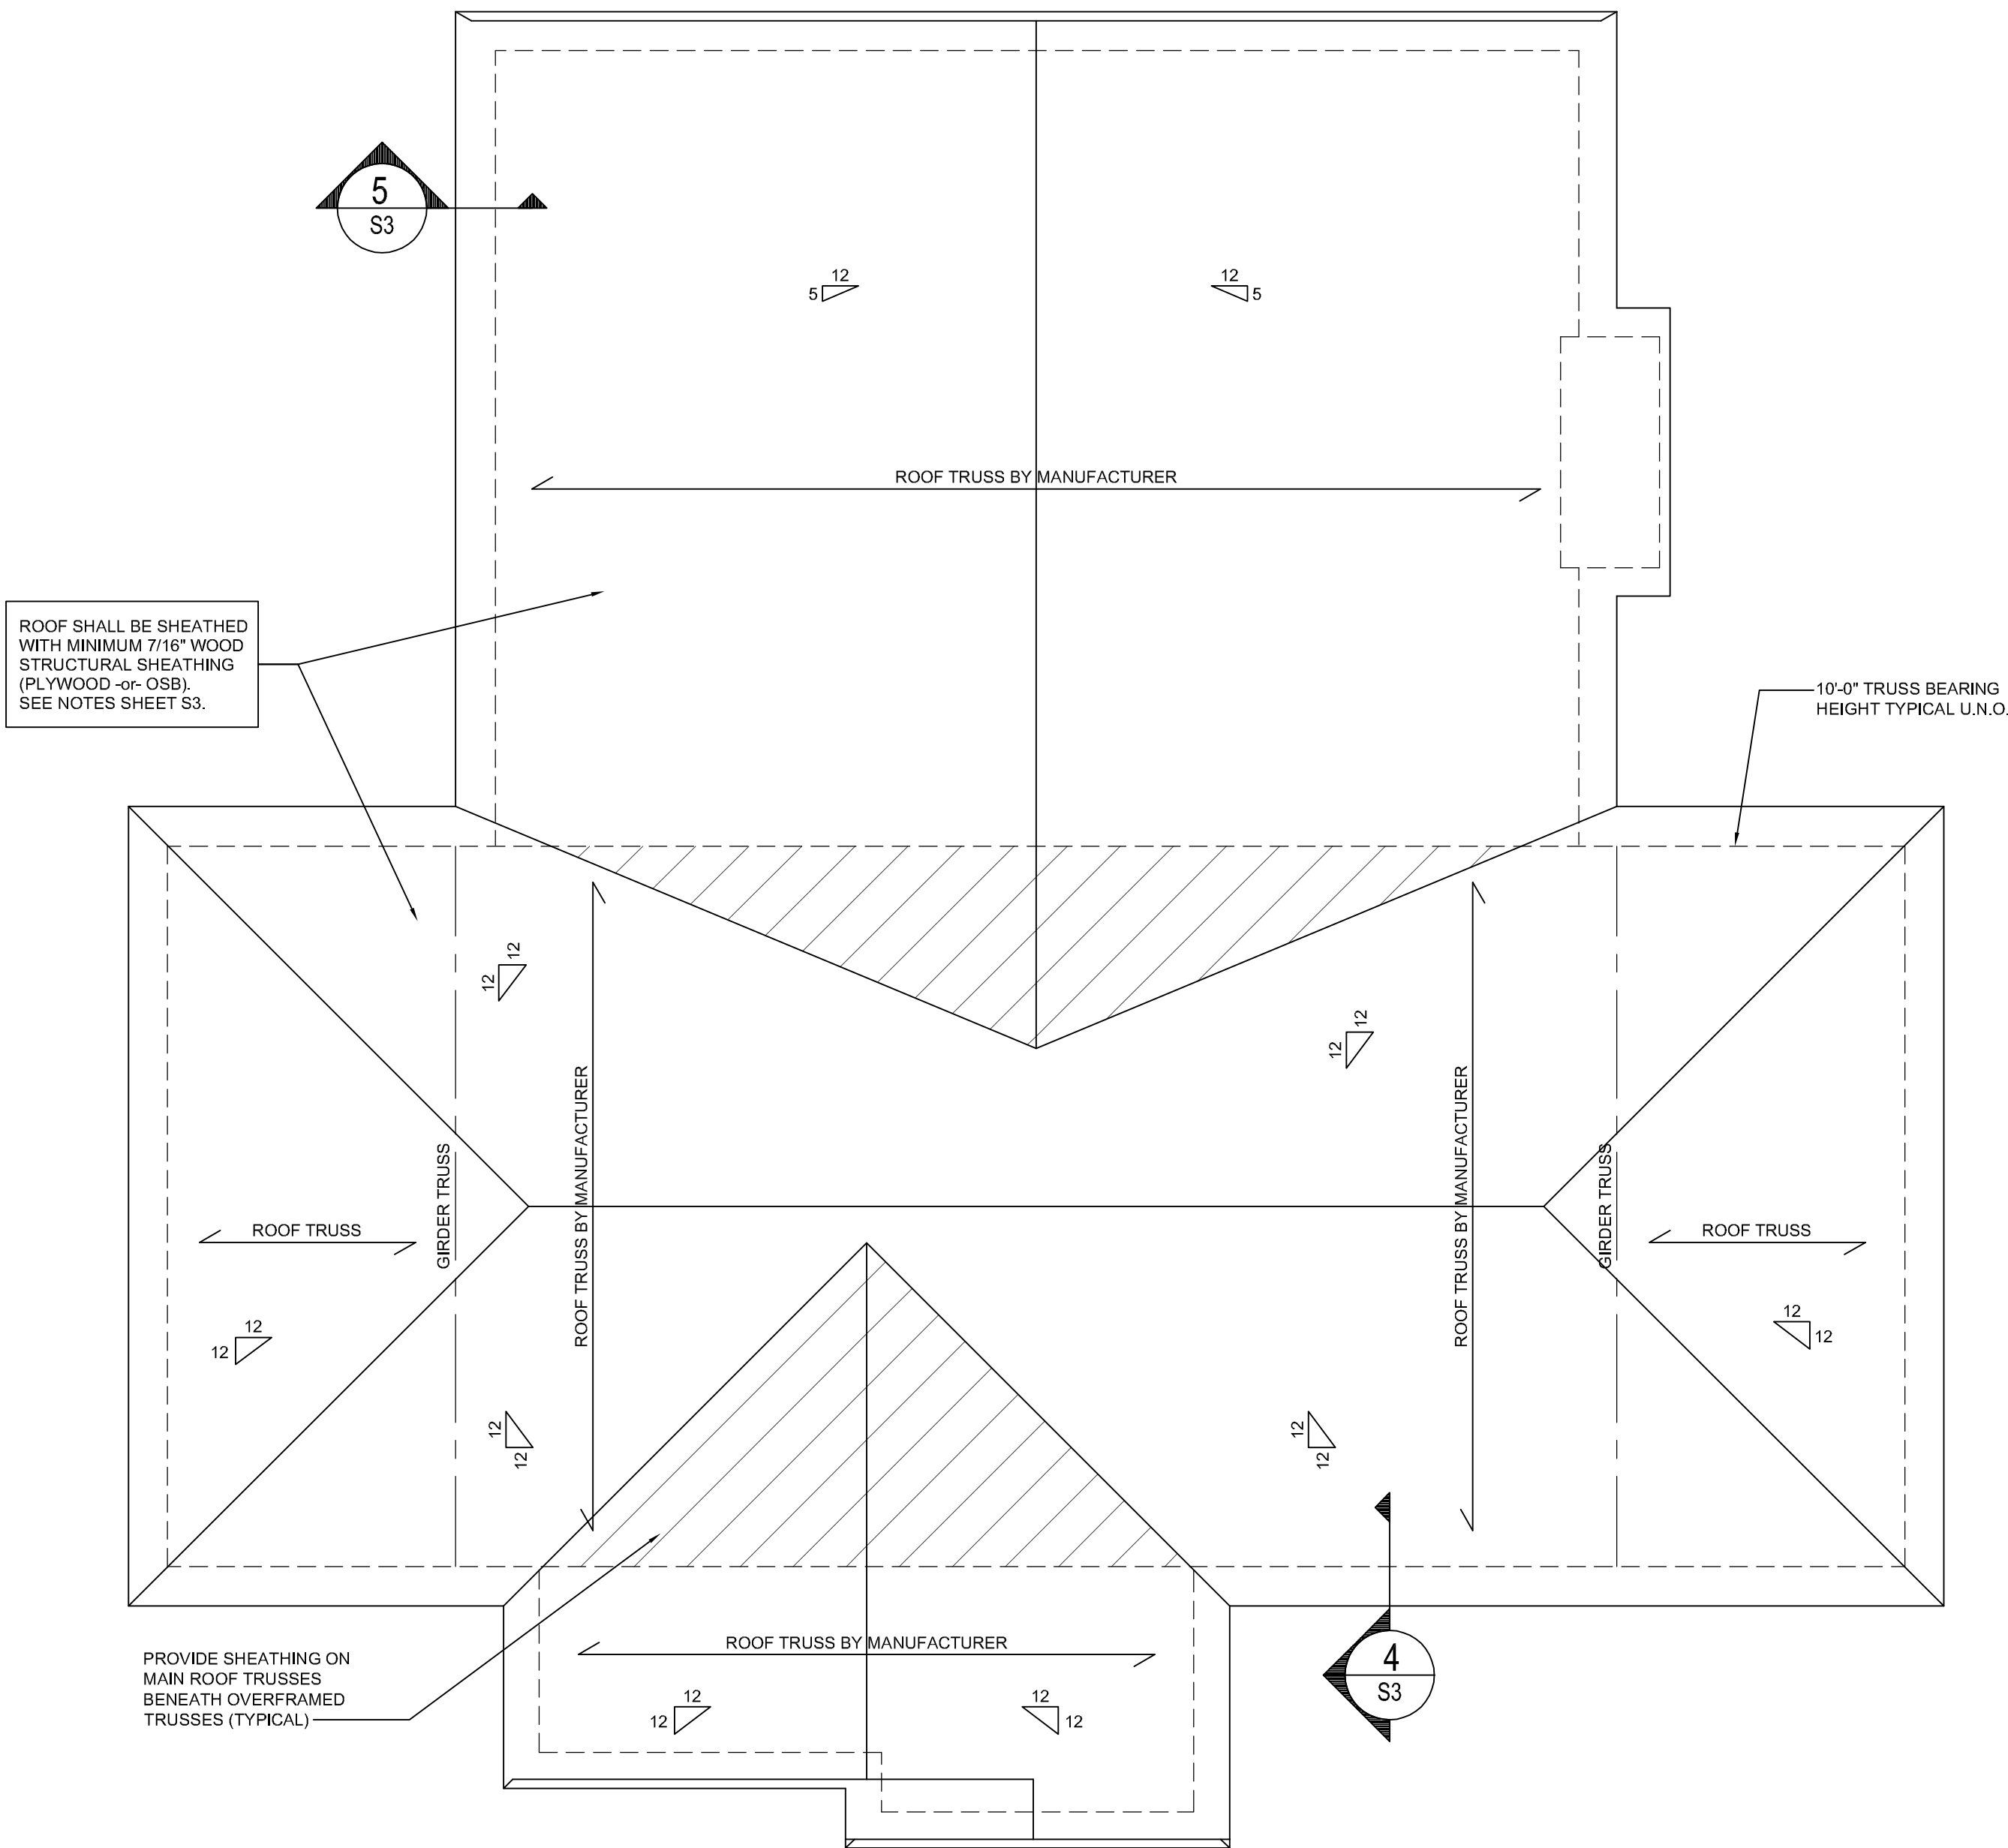 5
S3
12
5
12
5
ROOF TRUSS BY MANUFACTURER
ROOF SHALL BE SHEATHED
WITH MINIMUM 7/16" WOOD
STRUCTURAL SHEATHING
(PLYWOOD -or- OSB).
SEE NOTES SHEET S3.
10'-0" TRUSS BEARING
HEIGHT TYPICAL U.N.O.
12
12
12
12
ROOF TRUSS
GIRDER TRUSS
ROOF TRUSS BY MANUFACTURER
ROOF TRUSS BY MANUFACTURER
GIRDER TRUSS
ROOF TRUSS
12
12
12
12
12
12
12
12
PROVIDE SHEATHING ON
MAIN ROOF TRUSSES
BENEATH OVERFRAMED
TRUSSES (TYPICAL)
ROOF TRUSS BY MANUFACTURER
12
12
12
12
4
S3